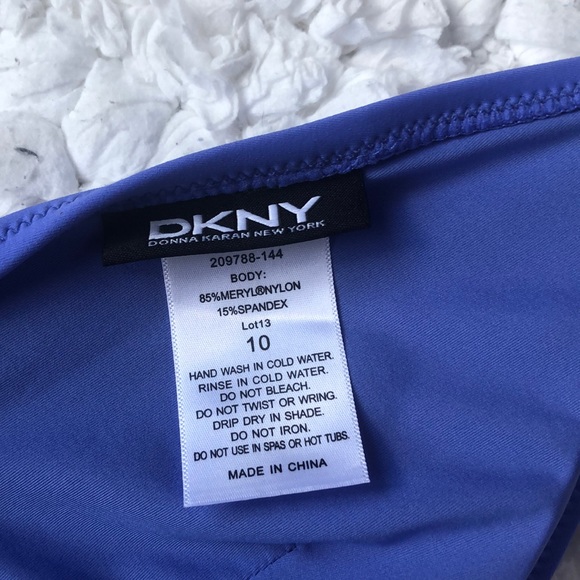 DKNY
DONNA KARAN NEW YORK
209788-144
BODY:
85%MERYL®NYLON
15%SPANDEX
Lot13
10
HAND WASH IN COLD WATER.
RINSE IN COLD WATER.
DO NOT BLEACH.
DO NOT TWIST OR WRING.
DRIP DRY IN SHADE.
DO NOT IRON.
DO NOT USE IN SPAS OR HOT TUBS.
MADE IN CHINA